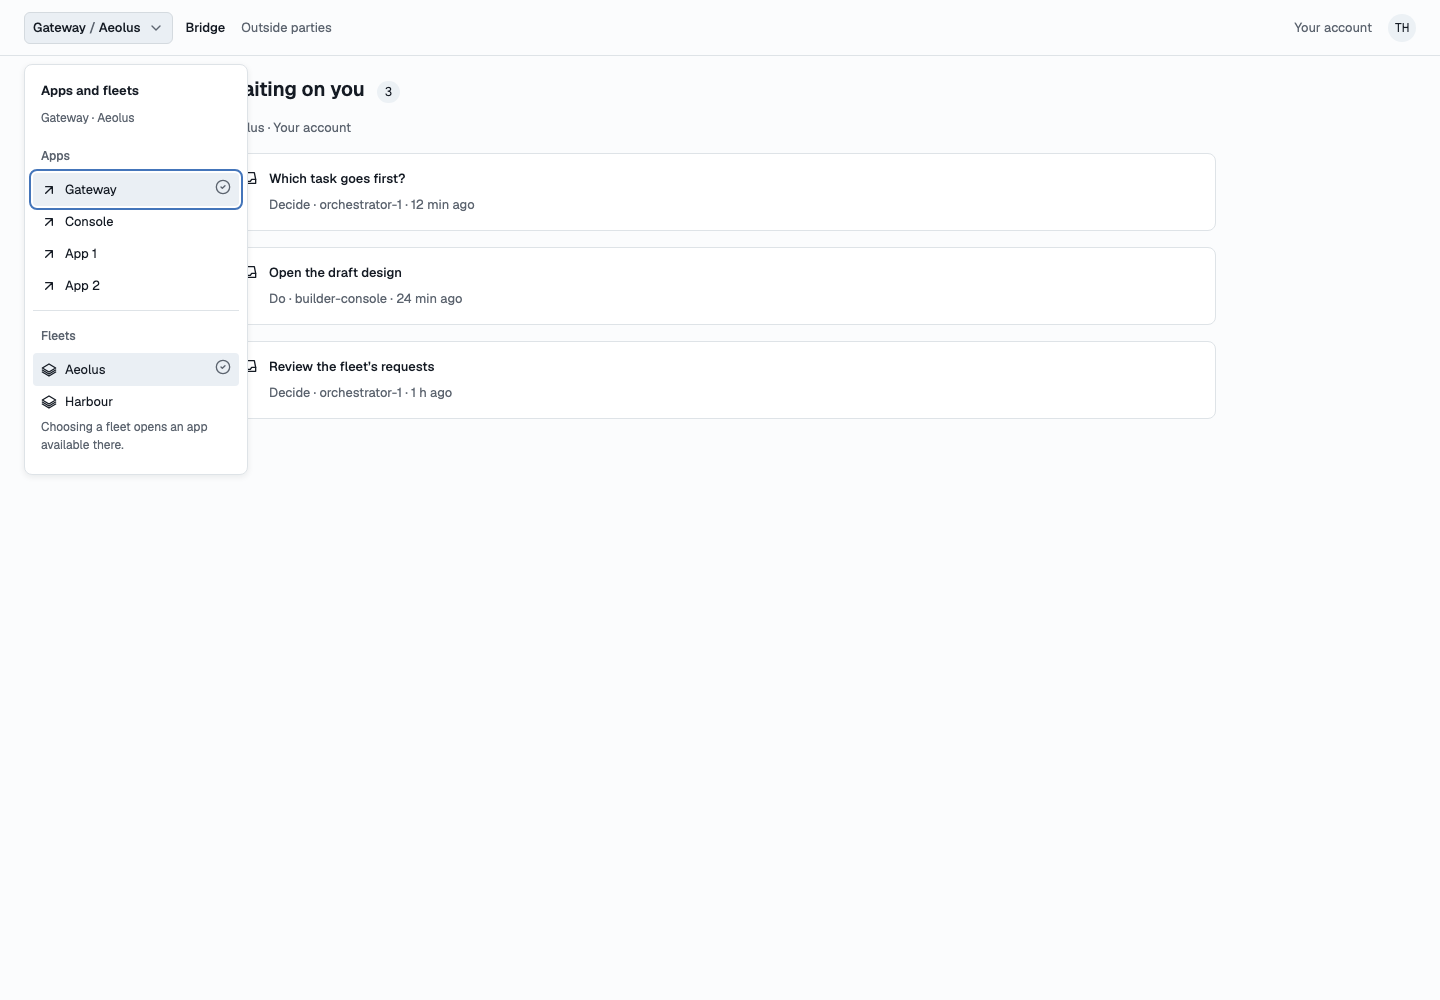 Gateway / Aeolus Bridge Outside parties Your account TH
Apps and fleets
Gateway · Aeolus
Apps
Gateway
Console
App 1
App 2
Fleets
Aeolus
Harbour
Choosing a fleet opens an app
available there.
aiting on you 3
lus · Your account
Which task goes first?
Decide · orchestrator-1 · 12 min ago
Open the draft design
Do · builder-console · 24 min ago
Review the fleet's requests
Decide · orchestrator-1 · 1 h ago